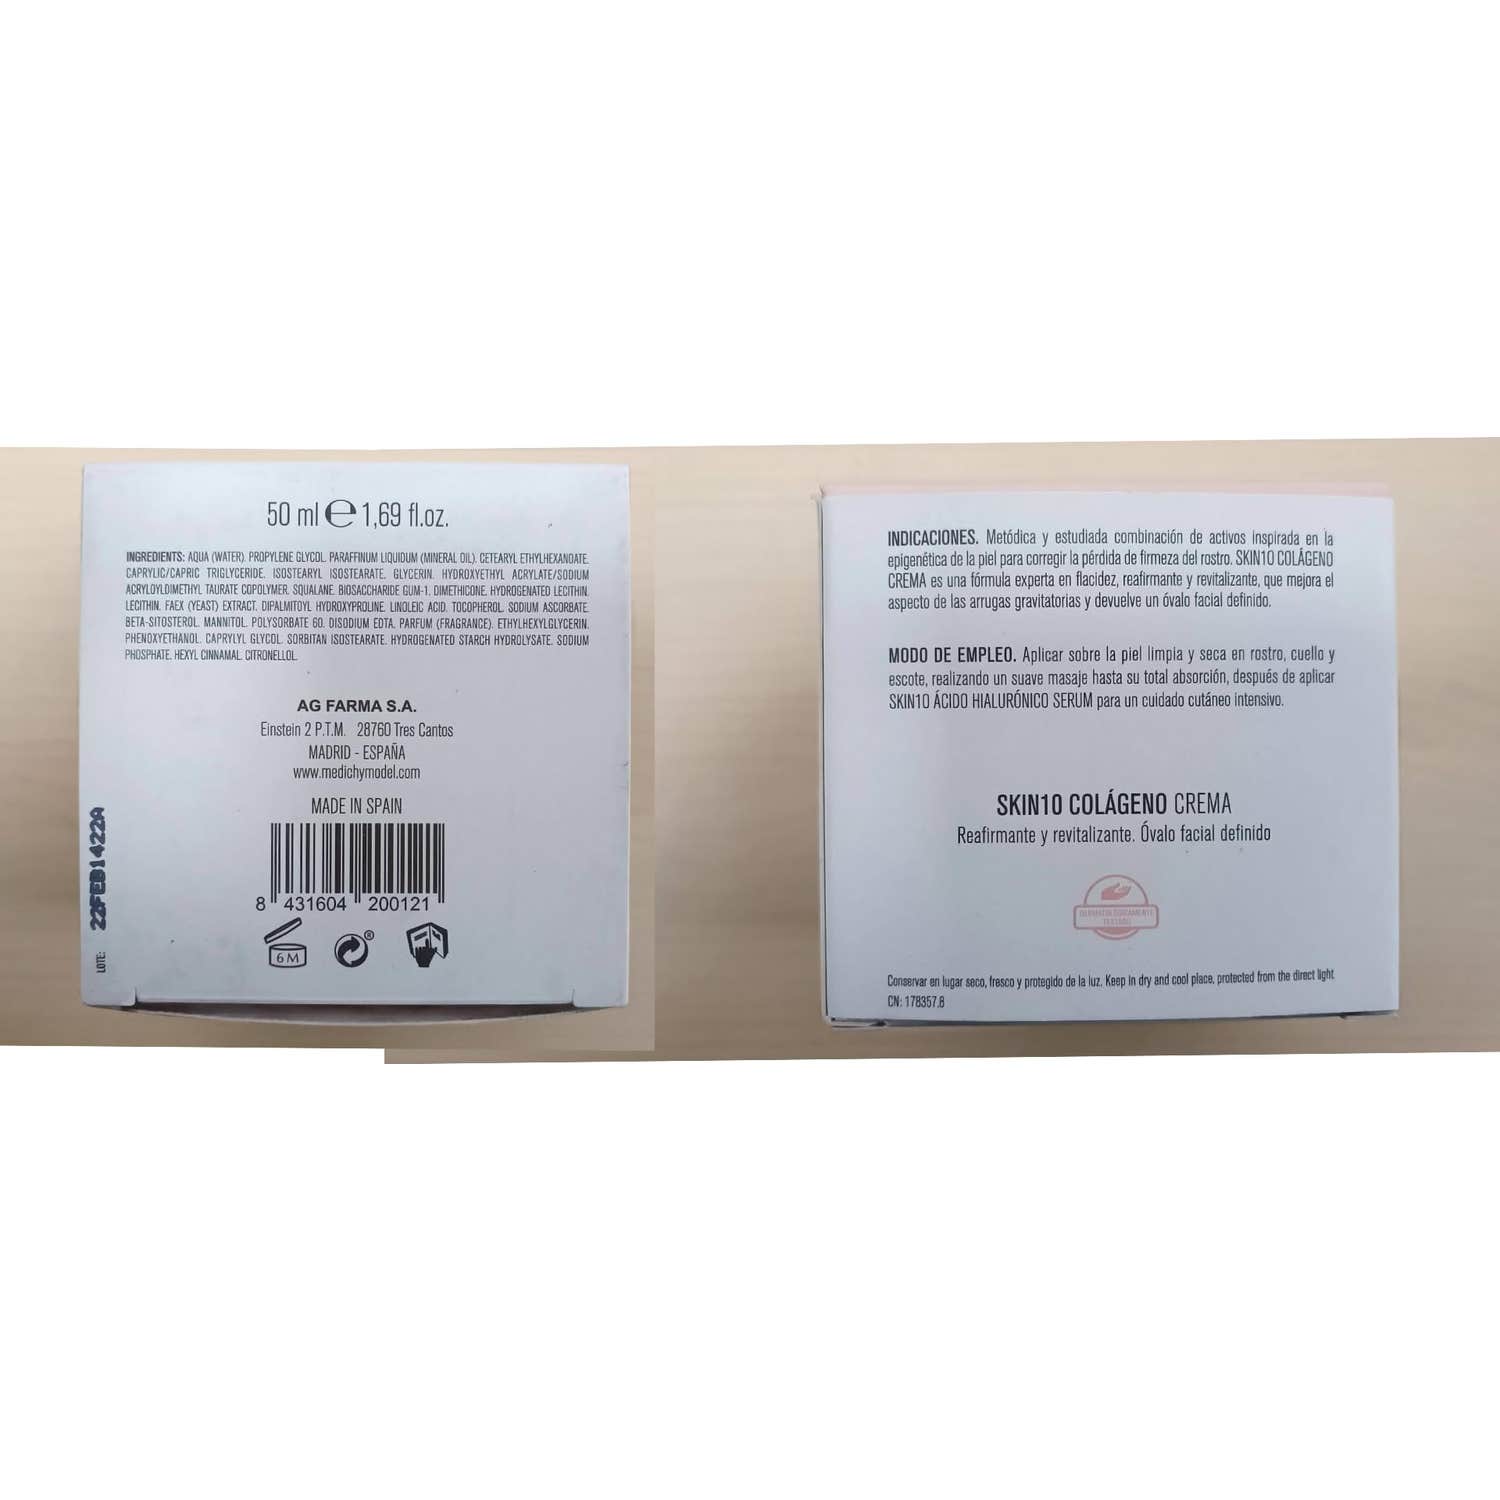 50 ml ℮ 1,69 fl.oz.
INGREDIENTS: AQUA (WATER). PROPYLENE GLYCOL. PARAFFINUM LIQUIDUM (MINERAL OIL). CETEARYL ETHYLHEXANOATE.
CAPRYLIC/CAPRIC TRIGLYCERIDE. ISOSTEARYL ISOSTEARATE. GLYCERIN. HYDROXYETHYL ACRYLATE/SODIUM
ACRYLOYLDIMETHYL TAURATE COPOLYMER. SQUALANE. BIOSACCHARIDE GUM-1. DIMETHICONE. HYDROGENATED LECITHIN.
LECITHIN. FAEX (YEAST) EXTRACT. DIPALMITOYL HYDROXYPROLINE. LINOLEIC ACID. TOCOPHEROL. SODIUM ASCORBATE.
BETA-SITOSTEROL. MANNITOL. POLYSORBATE 60. DISODIUM EDTA. PARFUM (FRAGRANCE). ETHYLHEXYLGLYCERIN.
PHENOXYETHANOL. CAPRYLYL GLYCOL. SORBITAN ISOSTEARATE. HYDROGENATED STARCH HYDROLYSATE. SODIUM
PHOSPHATE. HEXYL CINNAMAL. CITRONELLOL.
AG FARMA S.A.
Einstein 2 P.T.M. 28760 Tres Cantos
MADRID - ESPAÑA
www.medichymodel.com
MADE IN SPAIN
8 431604 200121
6 M
®
LOTE: 22FEB1422A
INDICACIONES. Metódica y estudiada combinación de activos inspirada en la
epigenética de la piel para corregir la pérdida de firmeza del rostro. SKIN10 COLÁGENO
CREMA es una fórmula experta en flacidez, reafirmante y revitalizante, que mejora el
aspecto de las arrugas gravitatorias y devuelve un óvalo facial definido.
MODO DE EMPLEO. Aplicar sobre la piel limpia y seca en rostro, cuello y
escote, realizando un suave masaje hasta su total absorción, después de aplicar
SKIN10 ÁCIDO HIALURÓNICO SERUM para un cuidado cutáneo intensivo.
SKIN10 COLÁGENO CREMA
Reafirmante y revitalizante. Óvalo facial definido
DERMATOLÓGICAMENTE
TESTADO
Conservar en lugar seco, fresco y protegido de la luz. Keep in dry and cool place, protected from the direct light
CN: 178357.8